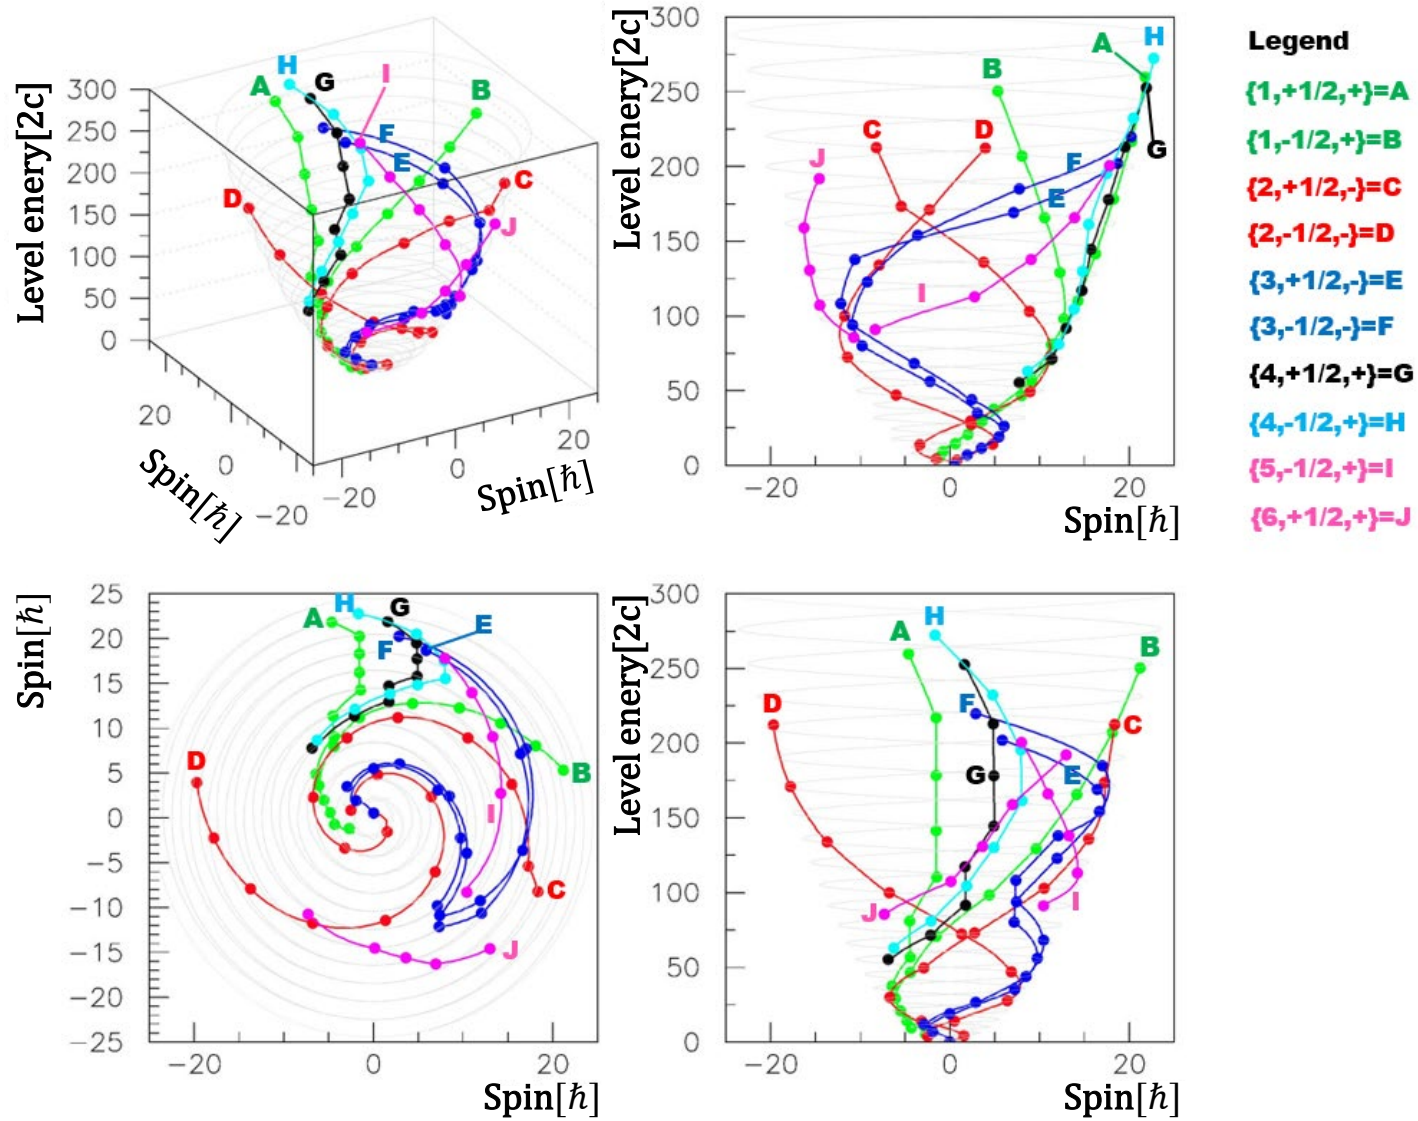 Level enery[2c]
300
250
200
150
100
50
0
20
0
−20
Spin[ħ]
−20
0
20
Spin[ħ]
A
H
G
I
B
F
E
D
C
J
Level enery[2c]
300
250
200
150
100
50
0
−20
0
20
Spin[ħ]
A
H
B
C
D
G
J
F
E
I
Legend
{1,+1/2,+}=A
{1,-1/2,+}=B
{2,+1/2,-}=C
{2,-1/2,-}=D
{3,+1/2,-}=E
{3,-1/2,-}=F
{4,+1/2,+}=G
{4,-1/2,+}=H
{5,-1/2,+}=I
{6,+1/2,+}=J
Spin[ħ]
25
20
15
10
5
0
−5
−10
−15
−20
−25
−20
0
20
Spin[ħ]
H
G
A
E
F
D
B
I
C
J
Level enery[2c]
300
250
200
150
100
50
0
−20
0
20
Spin[ħ]
H
A
B
D
F
C
G
E
J
I